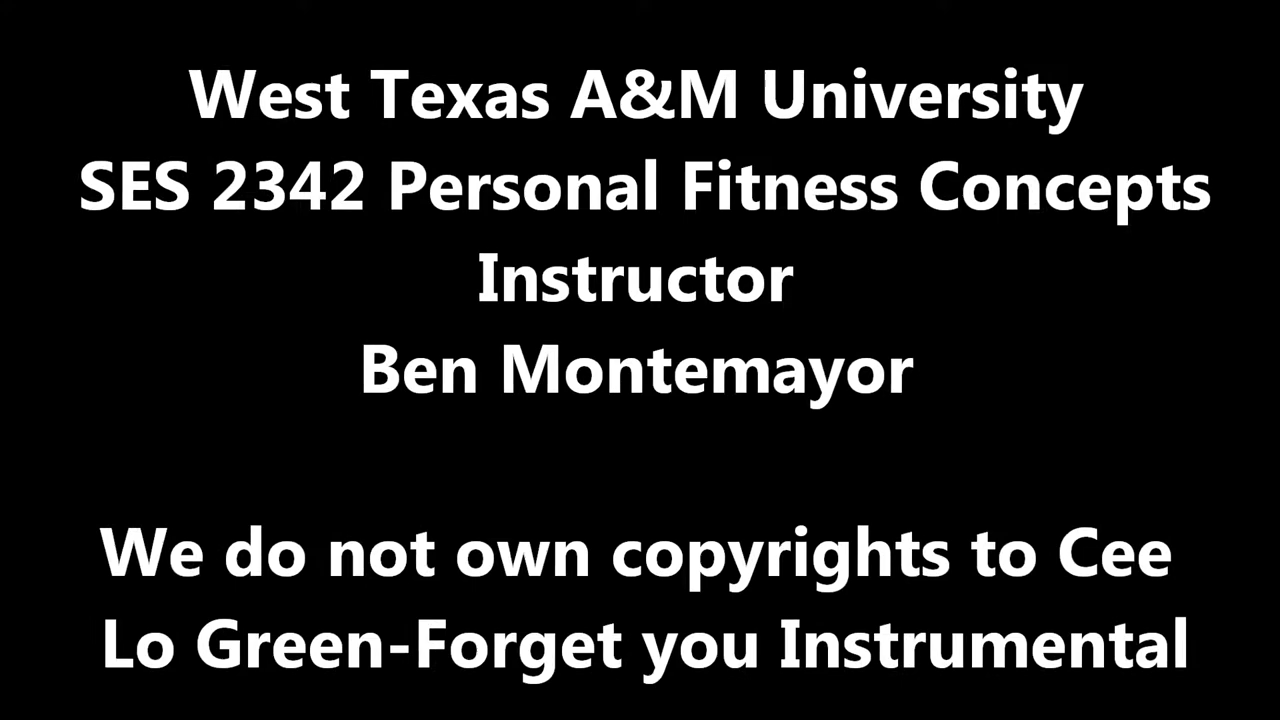 West Texas A&M University
SES 2342 Personal Fitness Concepts
Instructor
Ben Montemayor
We do not own copyrights to Cee
Lo Green-Forget you Instrumental